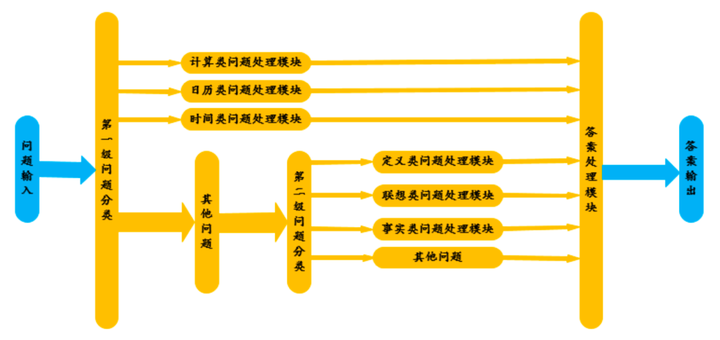 问题输入
第一级问题分类
计算类问题处理模块
日历类问题处理模块
时间类问题处理模块
其他问题
第二级问题分类
定义类问题处理模块
联想类问题处理模块
事实类问题处理模块
其他问题
答案处理模块
答案输出